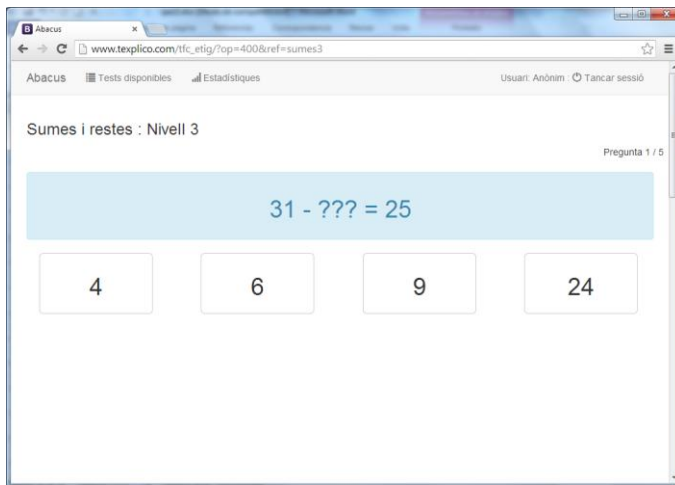 Abacus
www.texplico.com/tfc_etig/?op=400&ref=sumes3
Abacus Tests disponibles Estadístiques Usuari: Anònim : Tancar sessió
Sumes i restes : Nivell 3
Pregunta 1 / 5
31 - ??? = 25
4 6 9 24